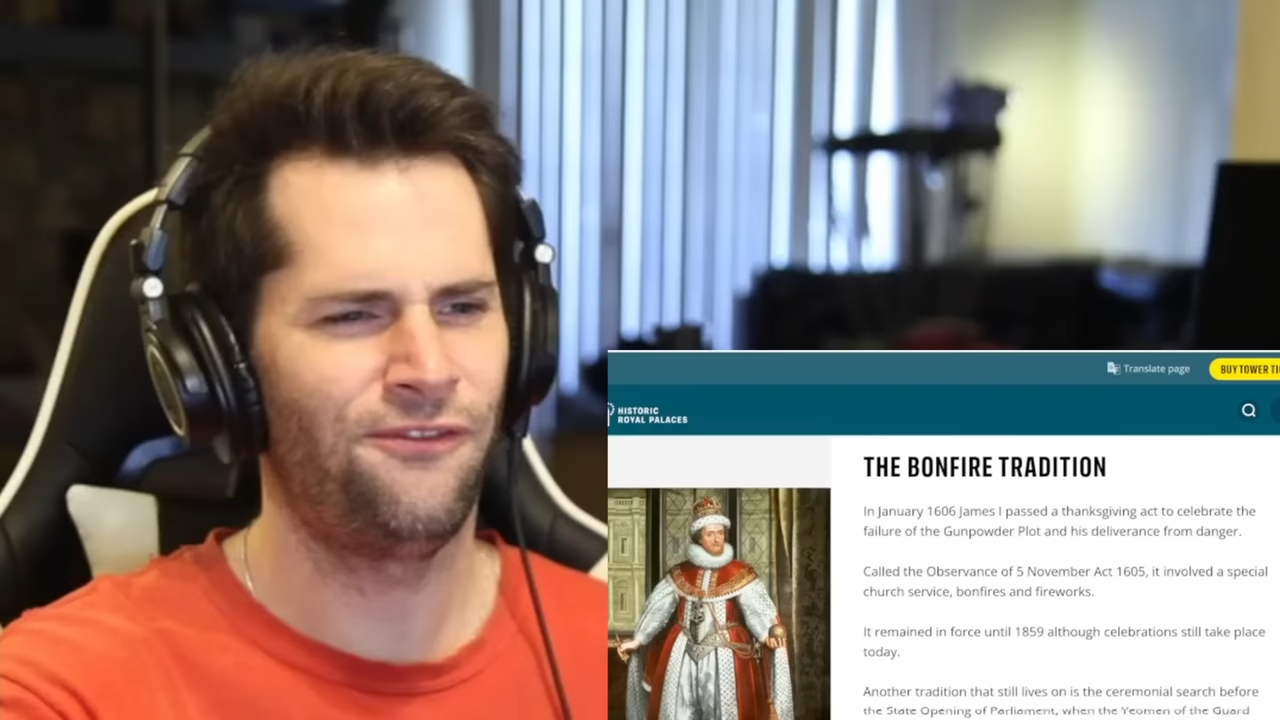 Translate page
BUY TOWER TI
HISTORIC
ROYAL PALACES
THE BONFIRE TRADITION
In January 1606 James I passed a thanksgiving act to celebrate the
failure of the Gunpowder Plot and his deliverance from danger.
Called the Observance of 5 November Act 1605, it involved a special
church service, bonfires and fireworks.
It remained in force until 1859 although celebrations still take place
today.
Another tradition that still lives on is the ceremonial search before
the State Opening of Parliament, when the Yeomen of the Guard